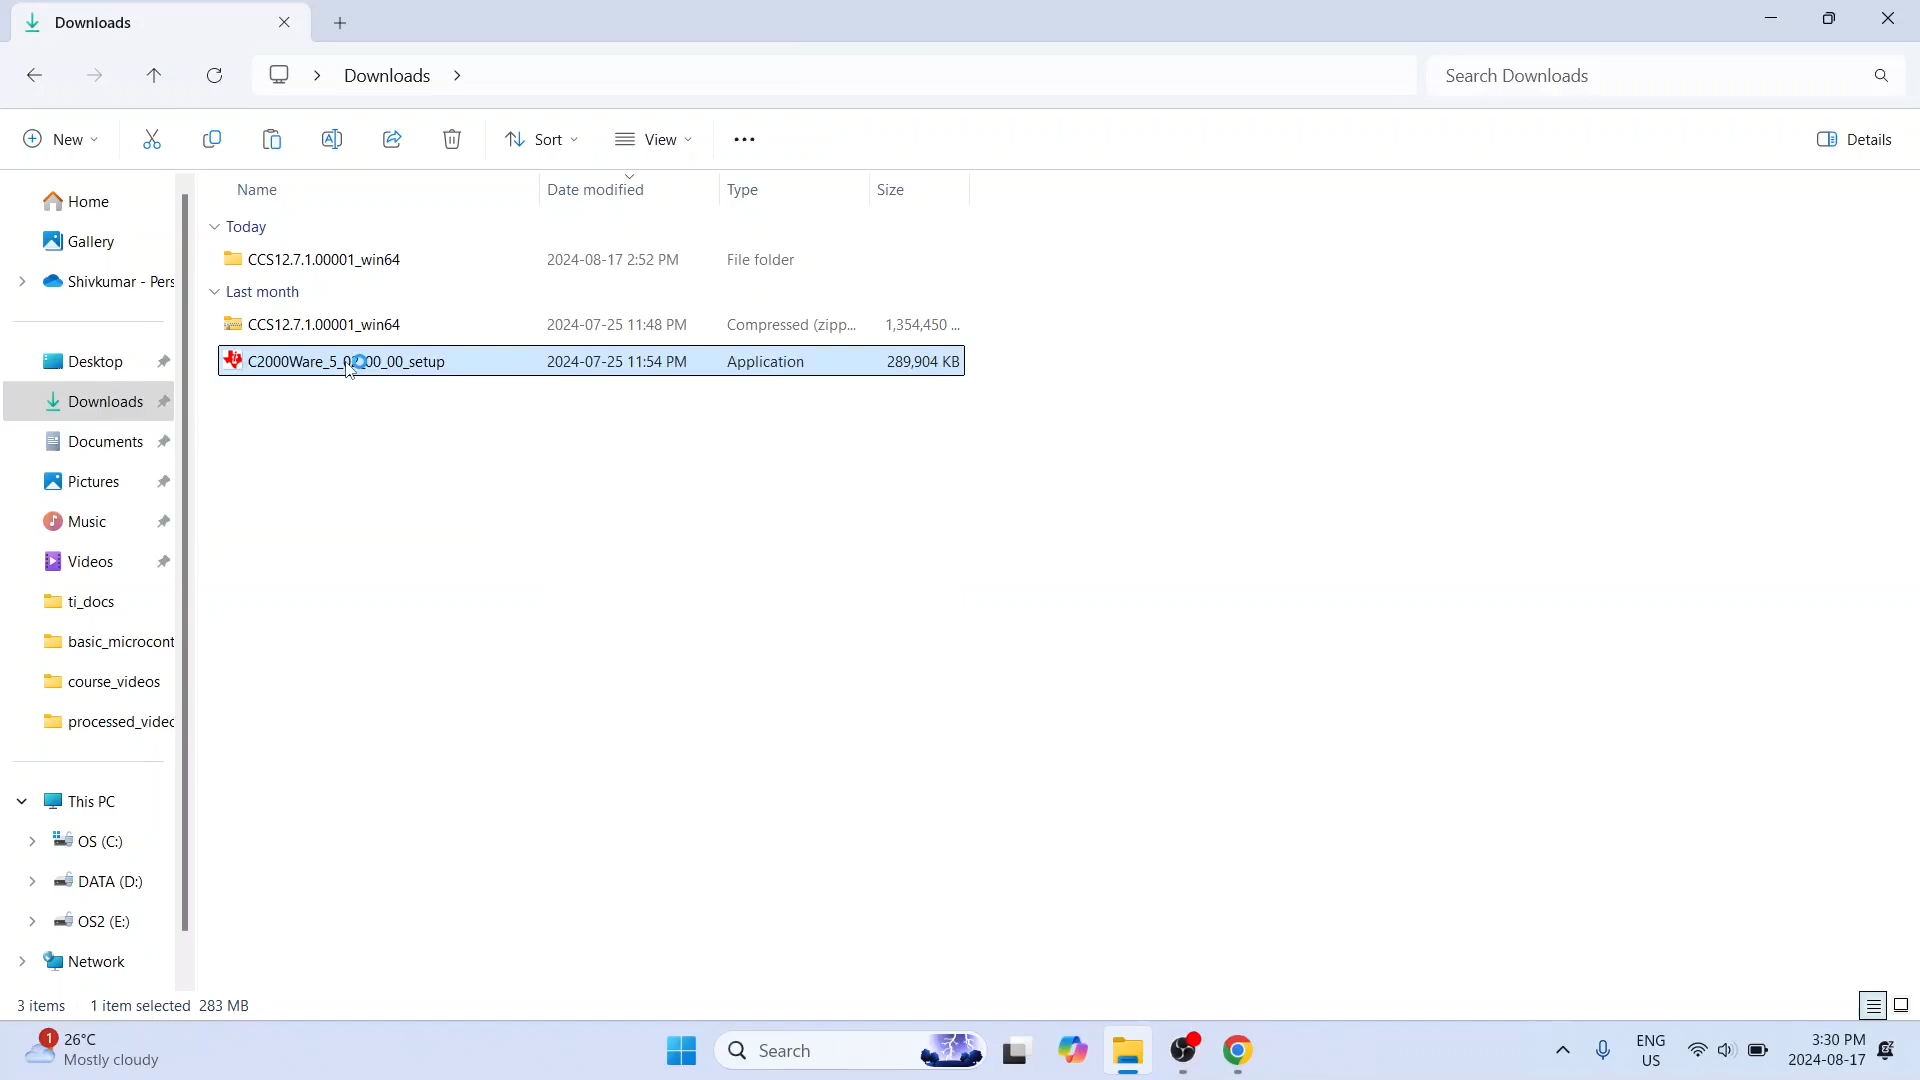 Downloads
Downloads
Search Downloads
New
Sort
View
Details
Name Date modified Type Size
Today
CCS12.7.1.00001_win64 2024-08-17 2:52 PM File folder
Last month
CCS12.7.1.00001_win64 2024-07-25 11:48 PM Compressed (zipp... 1,354,450 ...
C2000Ware_5_02_00_00_setup 2024-07-25 11:54 PM Application 289,904 KB
Home
Gallery
Shivkumar - Pers
Desktop
Downloads
Documents
Pictures
Music
Videos
ti_docs
basic_microcont
course_videos
processed_videc
This PC
OS (C:)
DATA (D:)
OS2 (E:)
Network
3 items 1 item selected 283 MB
1
26°C
Mostly cloudy
Search
ENG
US
3:30 PM
2024-08-17